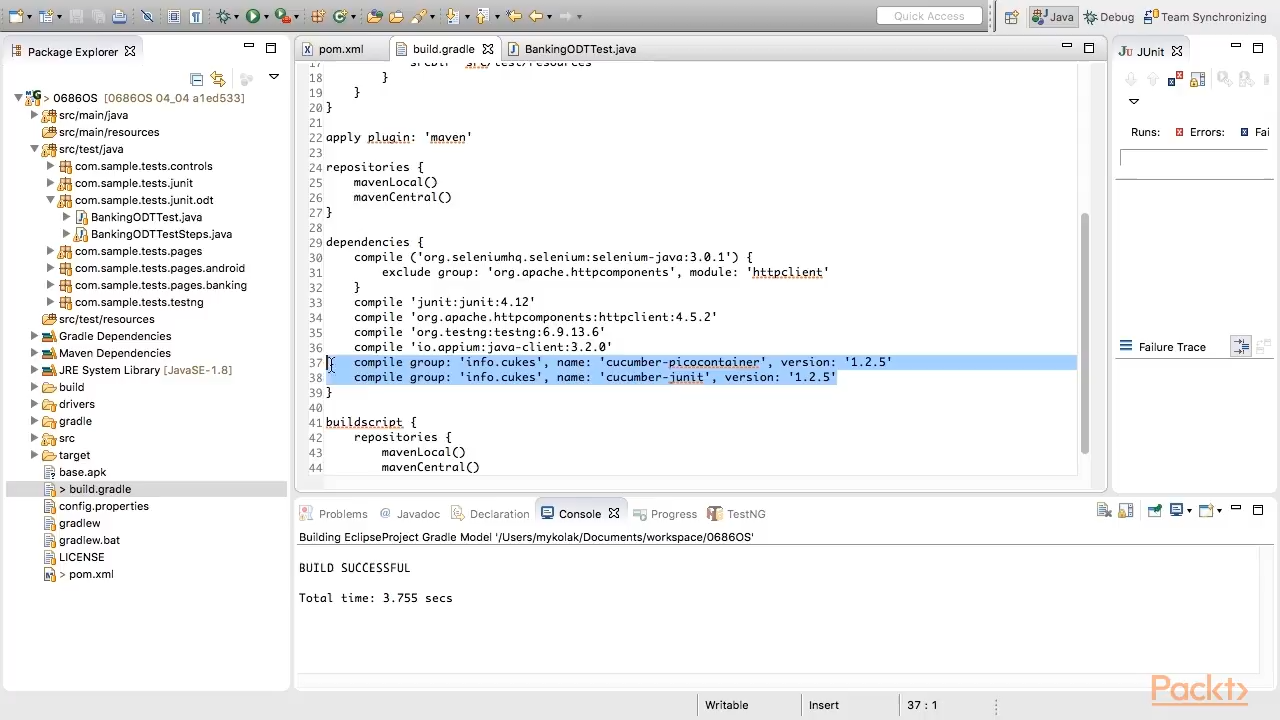 Quick Access
Java
Debug
Team Synchronizing
Package Explorer
> 0686OS [0686OS 04_04 a1ed533]
src/main/java
src/main/resources
src/test/java
com.sample.tests.controls
com.sample.tests.junit
com.sample.tests.junit.odt
BankingODTTest.java
BankingODTTestSteps.java
com.sample.tests.pages
com.sample.tests.pages.android
com.sample.tests.pages.banking
com.sample.tests.testng
src/test/resources
Gradle Dependencies
Maven Dependencies
JRE System Library [JavaSE-1.8]
build
drivers
gradle
src
target
base.apk
> build.gradle
config.properties
gradlew
gradlew.bat
LICENSE
> pom.xml
pom.xml
build.gradle
BankingODTTest.java
17 srcDir 'src/test/resources'
18 }
19 }
20 }
21
22 apply plugin: 'maven'
23
24 repositories {
25 mavenLocal()
26 mavenCentral()
27 }
28
29 dependencies {
30 compile ('org.seleniumhq.selenium:selenium-java:3.0.1') {
31 exclude group: 'org.apache.httpcomponents', module: 'httpclient'
32 }
33 compile 'junit:junit:4.12'
34 compile 'org.apache.httpcomponents:httpclient:4.5.2'
35 compile 'org.testng:testng:6.9.13.6'
36 compile 'io.appium:java-client:3.2.0'
37 compile group: 'info.cukes', name: 'cucumber-picocontainer', version: '1.2.5'
38 compile group: 'info.cukes', name: 'cucumber-junit', version: '1.2.5'
39 }
40
41 buildscript {
42 repositories {
43 mavenLocal()
44 mavenCentral()
JUnit
Runs:
Errors:
Fai
Failure Trace
Problems
Javadoc
Declaration
Console
Progress
TestNG
Building EclipseProject Gradle Model '/Users/mykolak/Documents/workspace/0686OS'
BUILD SUCCESSFUL
Total time: 3.755 secs
Packt>
Writable
Insert
37 : 1